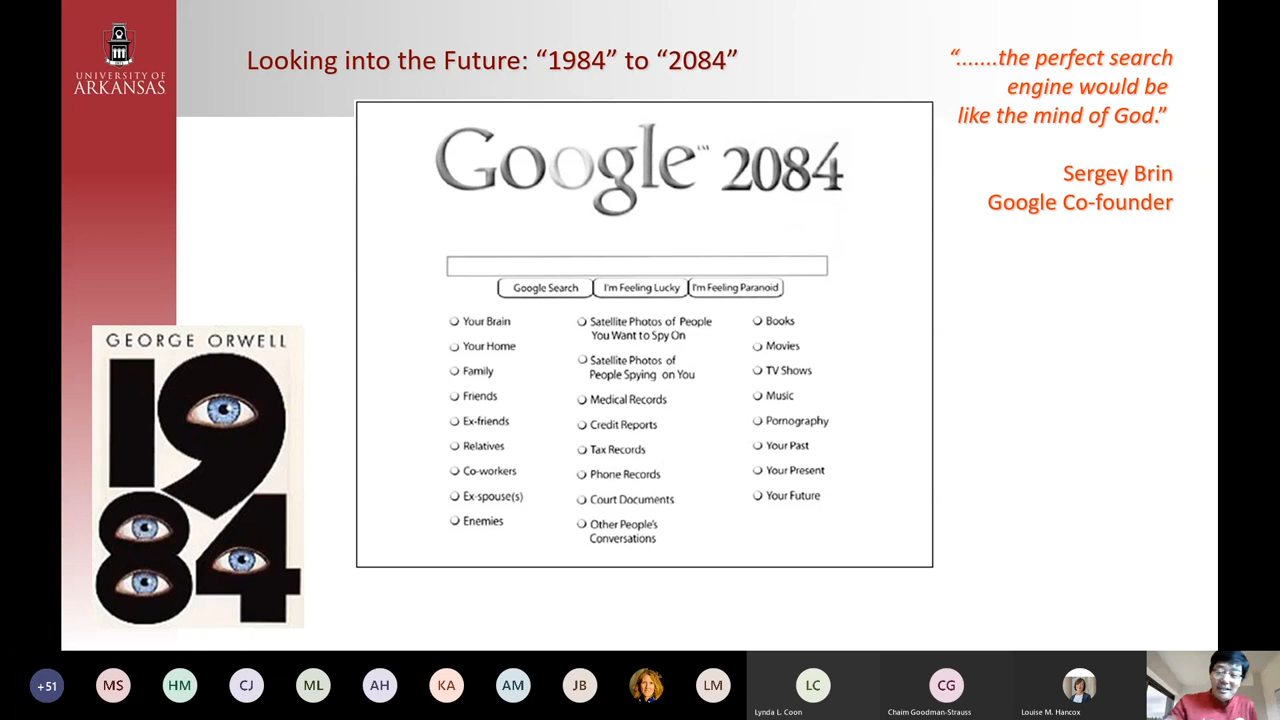 UNIVERSITY OF
ARKANSAS
Looking into the Future: “1984” to “2084”
“.......the perfect search
engine would be
like the mind of God.”
Sergey Brin
Google Co-founder
Google™ 2084
Google Search
I'm Feeling Lucky
I'm Feeling Paranoid
Your Brain
Your Home
Family
Friends
Ex-friends
Relatives
Co-workers
Ex-spouse(s)
Enemies
Satellite Photos of People
You Want to Spy On
Satellite Photos of
People Spying on You
Medical Records
Credit Reports
Tax Records
Phone Records
Court Documents
Other People's
Conversations
Books
Movies
TV Shows
Music
Pornography
Your Past
Your Present
Your Future
GEORGE ORWELL
1984
+51
MS
HM
CJ
ML
AH
KA
AM
JB
LM
LC
Lynda L. Coon
CG
Chaim Goodman-Strauss
Louise M. Hancox